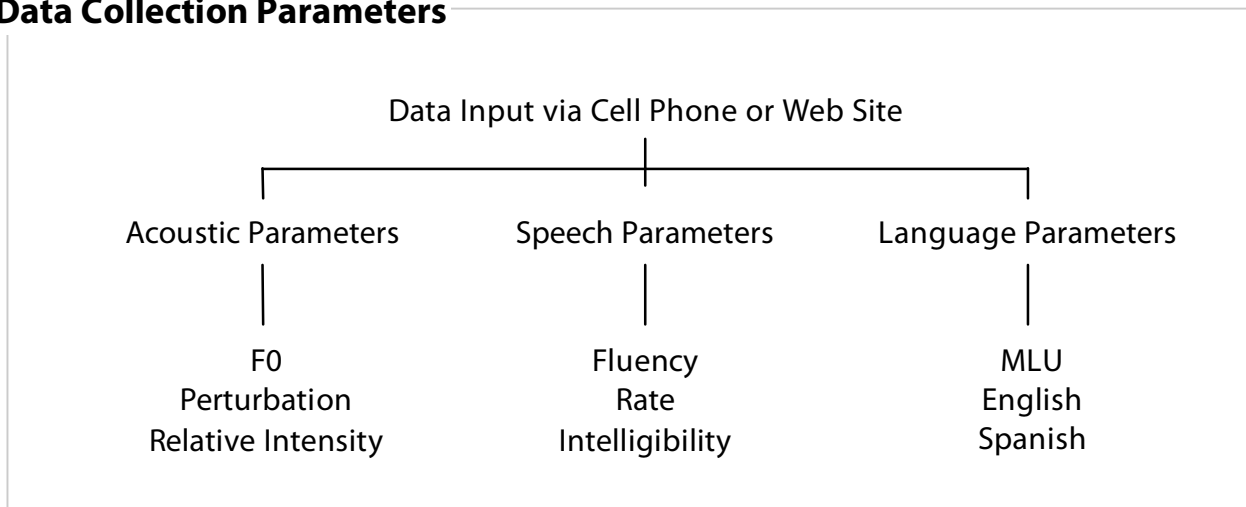 Data Collection Parameters
Data Input via Cell Phone or Web Site
Acoustic Parameters
Speech Parameters
Language Parameters
F0
Perturbation
Relative Intensity
Fluency
Rate
Intelligibility
MLU
English
Spanish